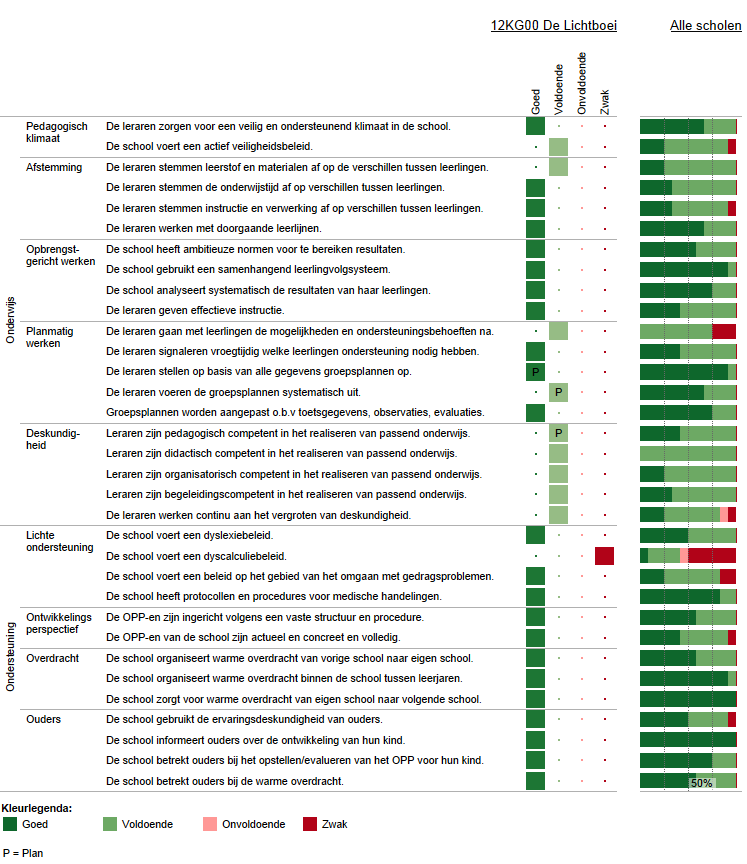 12KG00 De Lichtboei Alle scholen
Goed Voldoende Onvoldoende Zwak
Onderwijs
Pedagogisch klimaat
De leraren zorgen voor een veilig en ondersteunend klimaat in de school.
De school voert een actief veiligheidsbeleid.
Afstemming
De leraren stemmen leerstof en materialen af op de verschillen tussen leerlingen.
De leraren stemmen de onderwijstijd af op verschillen tussen leerlingen.
De leraren stemmen instructie en verwerking af op verschillen tussen leerlingen.
De leraren werken met doorgaande leerlijnen.
Opbrengst-
gericht werken
De school heeft ambitieuze normen voor te bereiken resultaten.
De school gebruikt een samenhangend leerlingvolgsysteem.
De school analyseert systematisch de resultaten van haar leerlingen.
De leraren geven effectieve instructie.
Planmatig
werken
De leraren gaan met leerlingen de mogelijkheden en ondersteuningsbehoeften na.
De leraren signaleren vroegtijdig welke leerlingen ondersteuning nodig hebben.
De leraren stellen op basis van alle gegevens groepsplannen op. P
De leraren voeren de groepsplannen systematisch uit. P
Groepsplannen worden aangepast o.b.v toetsgegevens, observaties, evaluaties.
Deskundig-
heid
Leraren zijn pedagogisch competent in het realiseren van passend onderwijs. P
Leraren zijn didactisch competent in het realiseren van passend onderwijs.
Leraren zijn organisatorisch competent in het realiseren van passend onderwijs.
Leraren zijn begeleidingscompetent in het realiseren van passend onderwijs.
De leraren werken continu aan het vergroten van deskundigheid.
Ondersteuning
Lichte
ondersteuning
De school voert een dyslexiebeleid.
De school voert een dyscalculiebeleid.
De school voert een beleid op het gebied van het omgaan met gedragsproblemen.
De school heeft protocollen en procedures voor medische handelingen.
Ontwikkelings
perspectief
De OPP-en zijn ingericht volgens een vaste structuur en procedure.
De OPP-en van de school zijn actueel en concreet en volledig.
Overdracht
De school organiseert warme overdracht van vorige school naar eigen school.
De school organiseert warme overdracht binnen de school tussen leerjaren.
De school zorgt voor warme overdracht van eigen school naar volgende school.
Ouders
De school gebruikt de ervaringsdeskundigheid van ouders.
De school informeert ouders over de ontwikkeling van hun kind.
De school betrekt ouders bij het opstellen/evalueren van het OPP voor hun kind.
De school betrekt ouders bij de warme overdracht.
50%
Kleurlegenda:
Goed Voldoende Onvoldoende Zwak
P = Plan